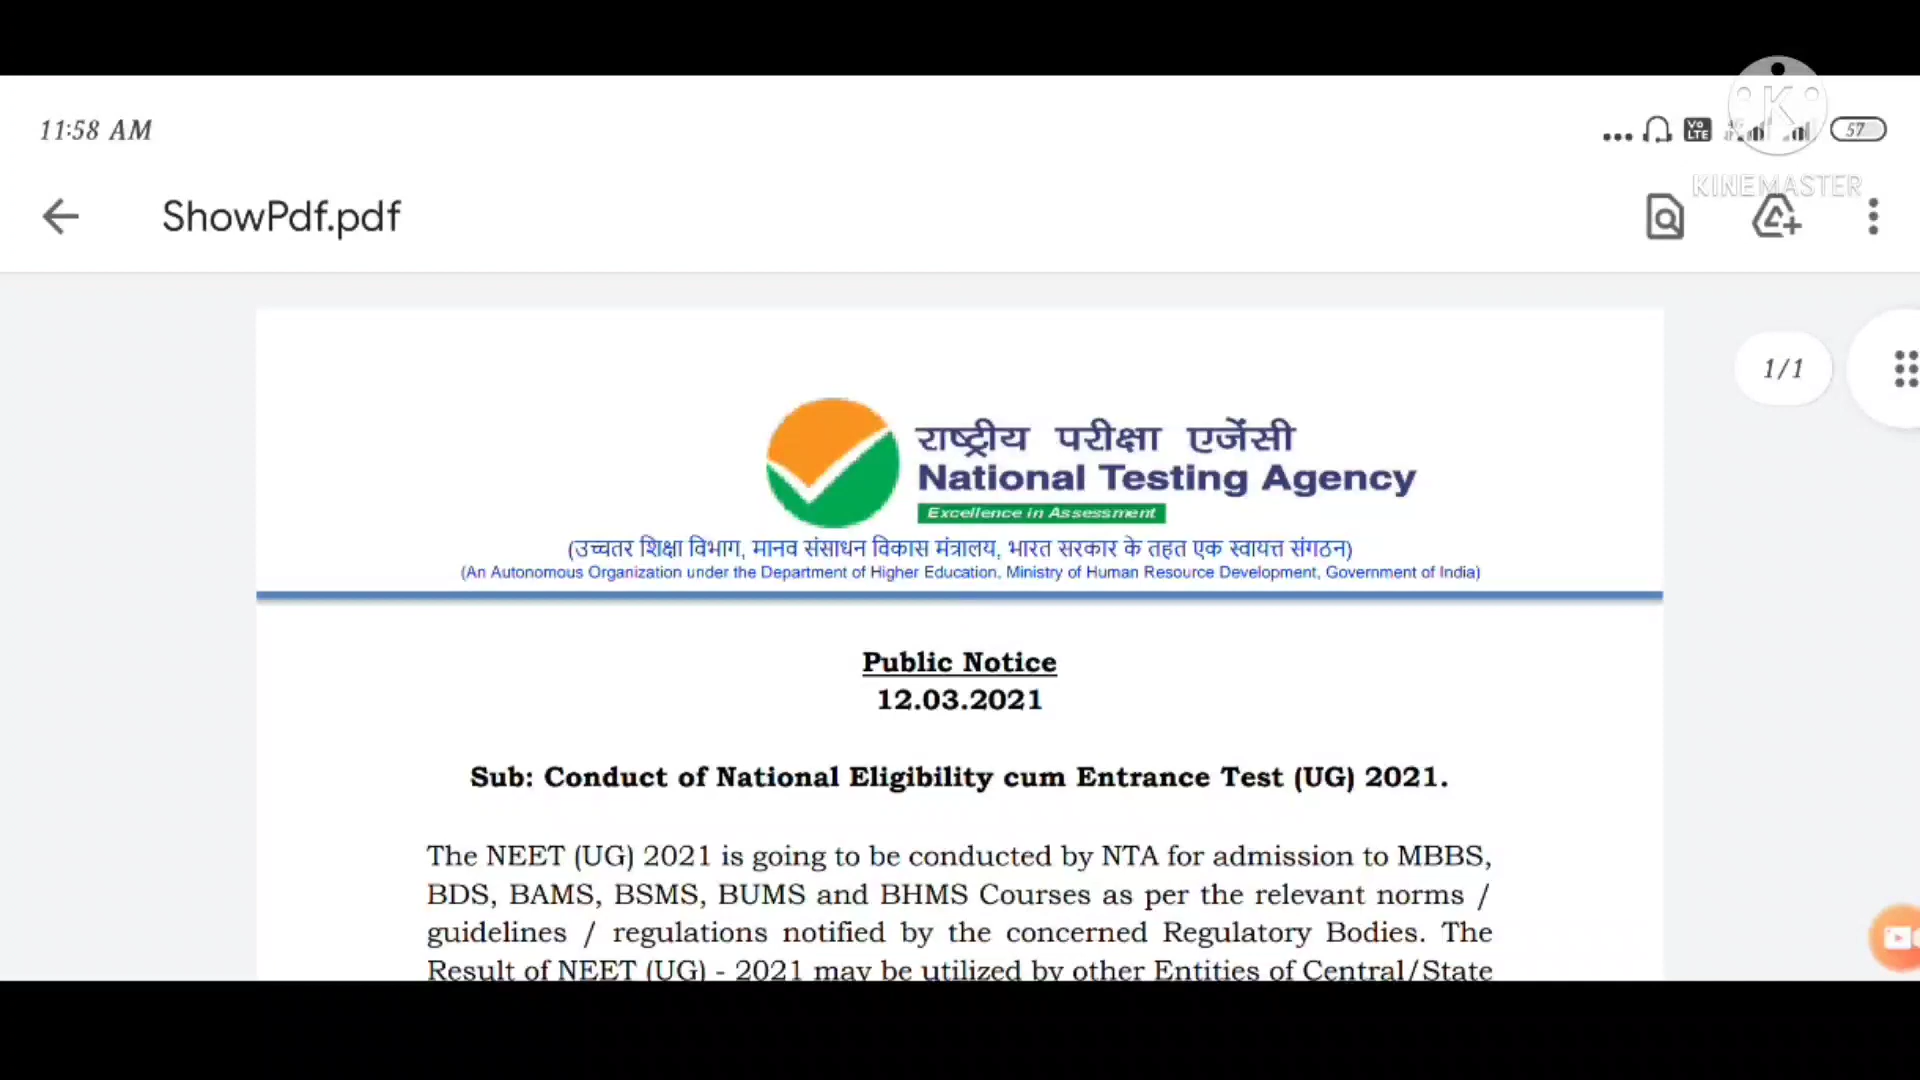 11:58 AM
VoLTE
57
KINEMASTER
ShowPdf.pdf
1/1
राष्ट्रीय परीक्षा एजेंसी
National Testing Agency
Excellence in Assessment
(उच्चतर शिक्षा विभाग, मानव संसाधन विकास मंत्रालय, भारत सरकार के तहत एक स्वायत्त संगठन)
(An Autonomous Organization under the Department of Higher Education, Ministry of Human Resource Development, Government of India)
Public Notice
12.03.2021
Sub: Conduct of National Eligibility cum Entrance Test (UG) 2021.
The NEET (UG) 2021 is going to be conducted by NTA for admission to MBBS,
BDS, BAMS, BSMS, BUMS and BHMS Courses as per the relevant norms /
guidelines / regulations notified by the concerned Regulatory Bodies. The
Result of NEET (UG) - 2021 may be utilized by other Entities of Central/State